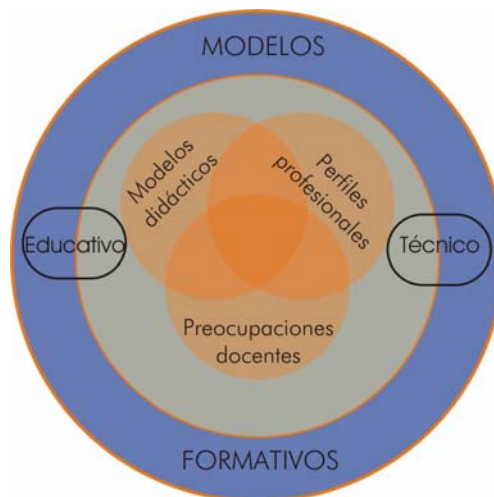 MODELOS
Modelos
didácticos
Perfiles
profesionales
Educativo
Técnico
Preocupaciones
docentes
FORMATIVOS